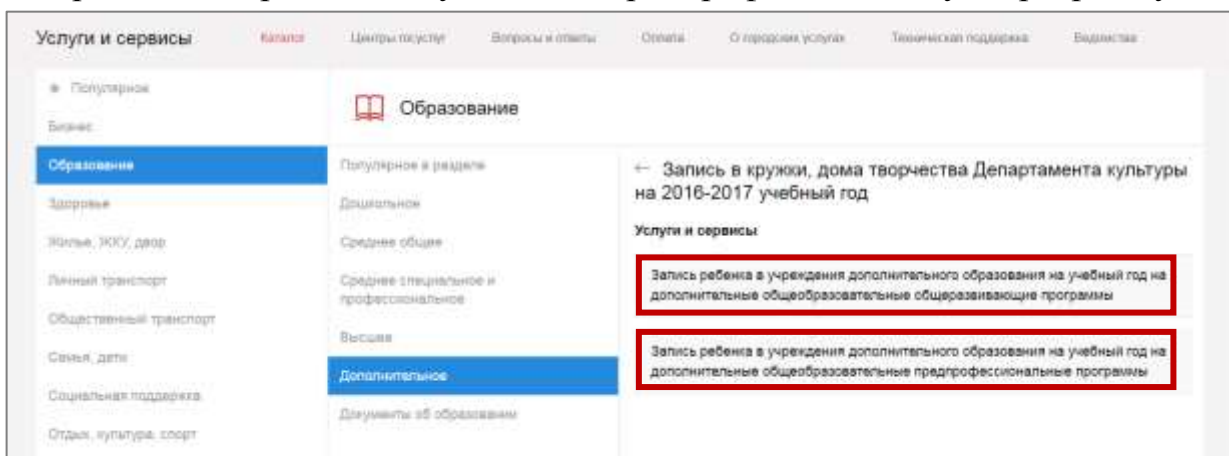 Услуги и сервисы Каталог Центры госуслуг Вопросы и ответы Оплата О городских услугах Техническая поддержка Ведомства
Популярное
Бизнес
Образование
Здоровье
Жилье, ЖКУ, двор
Личный транспорт
Общественный транспорт
Семья, дети
Социальная поддержка
Отдых, культура, спорт
Образование
Популярное в разделе
Дошкольное
Среднее общее
Среднее специальное и
профессиональное
Высшее
Дополнительное
Документы об образовании
← Запись в кружки, дома творчества Департамента культуры
на 2016-2017 учебный год
Услуги и сервисы
Запись ребенка в учреждения дополнительного образования на учебный год на
дополнительные общеобразовательные общеразвивающие программы
Запись ребенка в учреждения дополнительного образования на учебный год на
дополнительные общеобразовательные предпрофессиональные программы